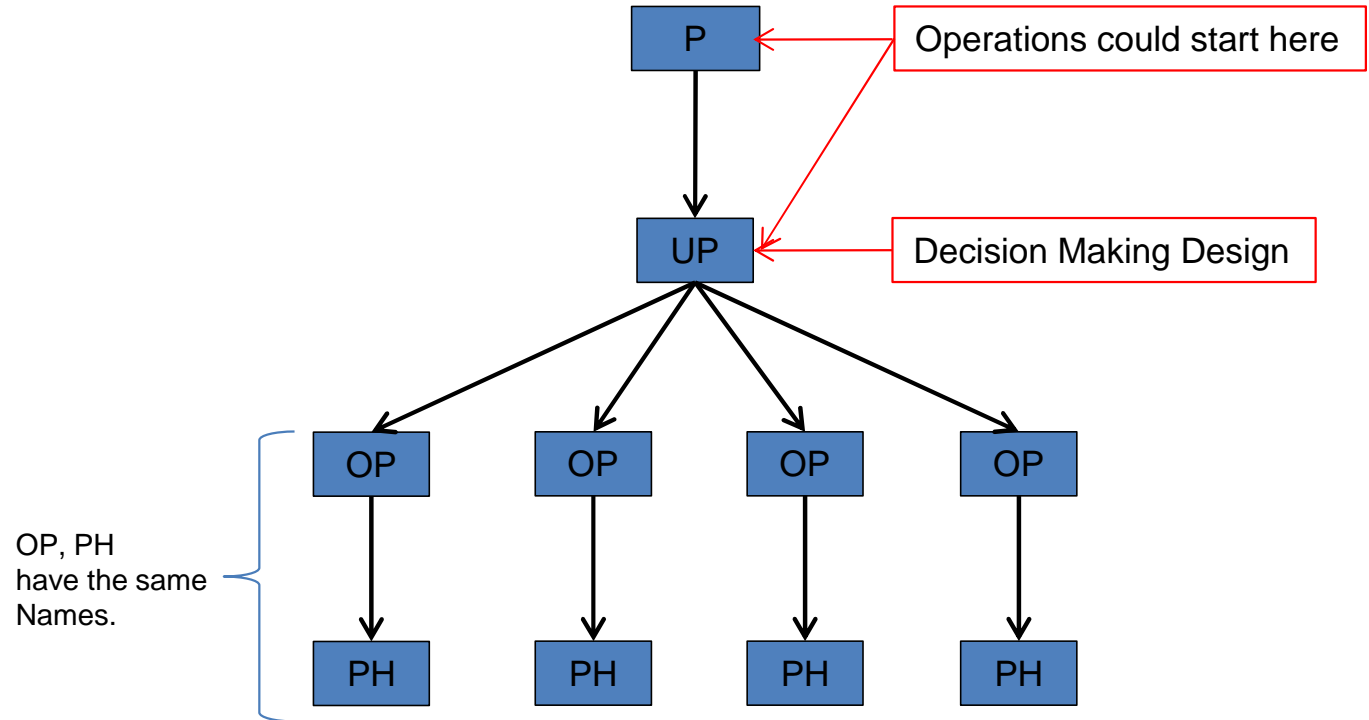 P
Operations could start here
UP
Decision Making Design
OP
OP
OP
OP
OP, PH
have the same
Names.
PH
PH
PH
PH